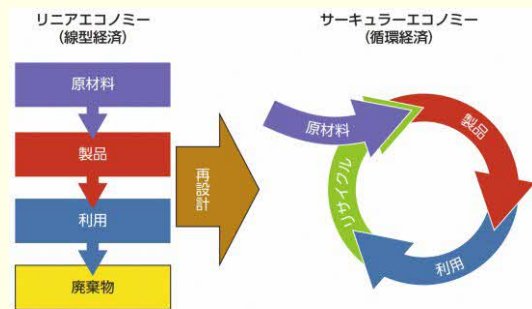 リニアエコノミー
(線型経済)
原材料
製品
利用
廃棄物
再設計
サーキュラーエコノミー
(循環経済)
原材料
製品
利用
リサイクル